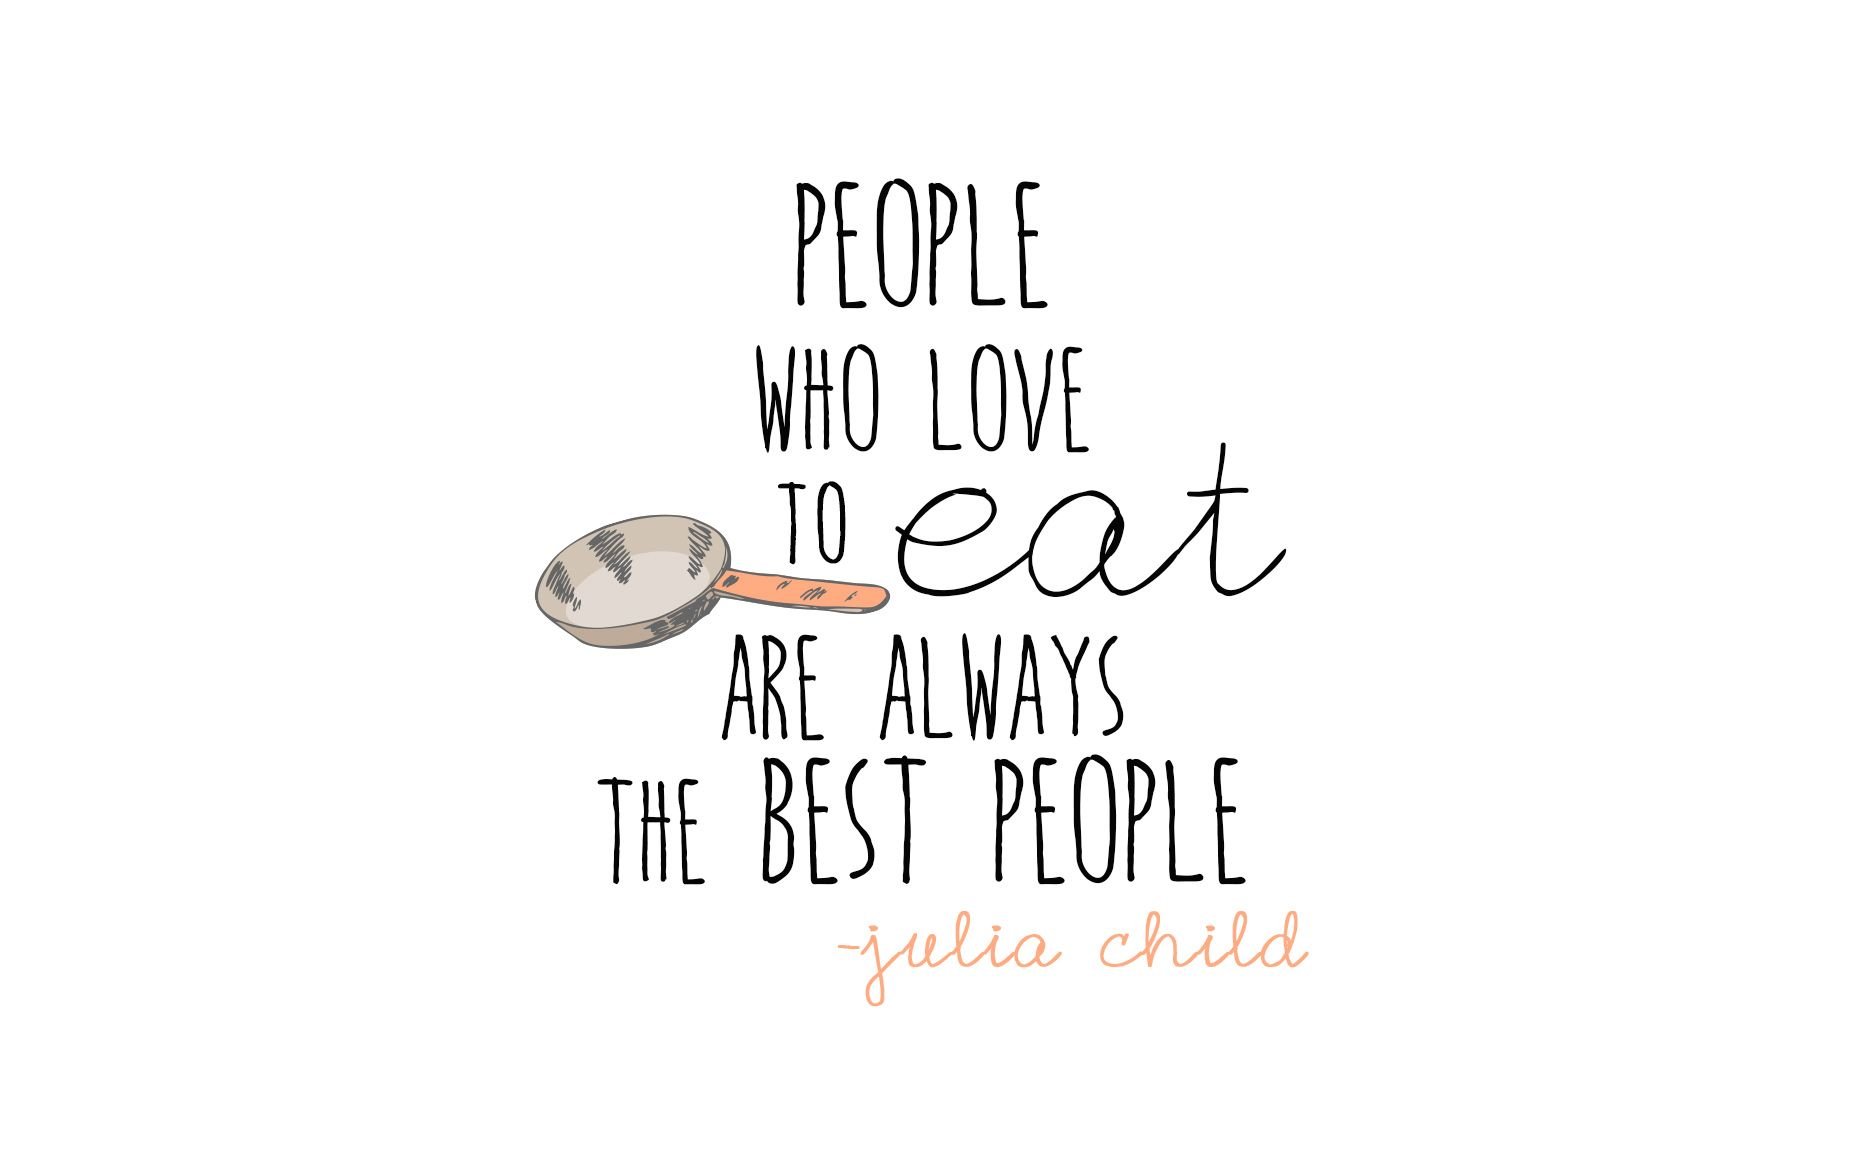 PEOPLE
WHO LOVE
TO eat
ARE ALWAYS
THE BEST PEOPLE
-julia child